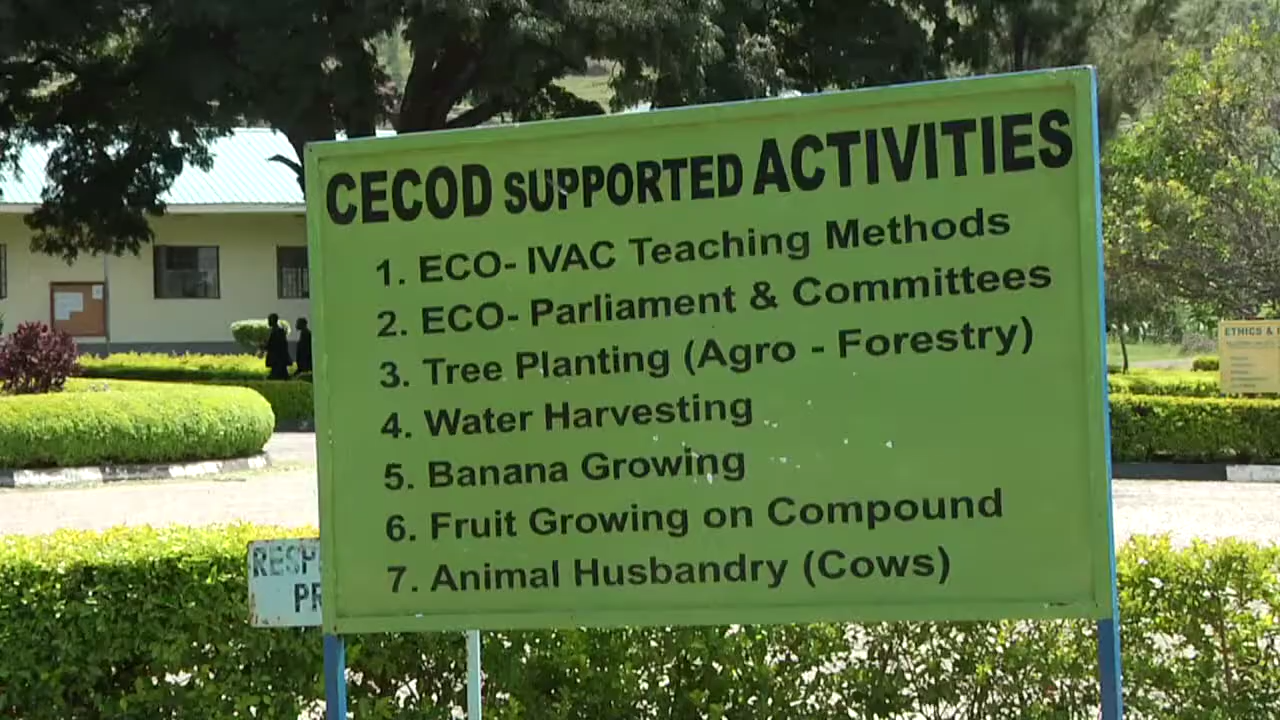 CECOD SUPPORTED ACTIVITIES
1. ECO- IVAC Teaching Methods
2. ECO- Parliament & Committees
3. Tree Planting (Agro - Forestry)
4. Water Harvesting
5. Banana Growing
6. Fruit Growing on Compound
7. Animal Husbandry (Cows)
ETHICS &